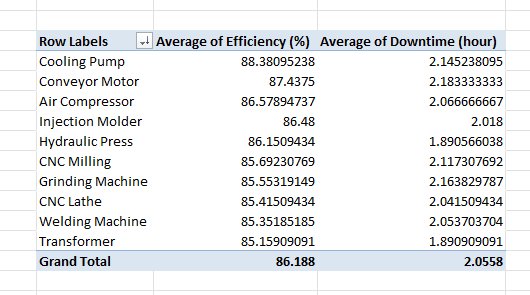 Row Labels Average of Efficiency (%) Average of Downtime (hour)
Cooling Pump 88.38095238 2.145238095
Conveyor Motor 87.4375 2.183333333
Air Compressor 86.57894737 2.066666667
Injection Molder 86.48 2.018
Hydraulic Press 86.1509434 1.890566038
CNC Milling 85.69230769 2.117307692
Grinding Machine 85.55319149 2.163829787
CNC Lathe 85.41509434 2.041509434
Welding Machine 85.35185185 2.053703704
Transformer 85.15909091 1.890909091
Grand Total 86.188 2.0558